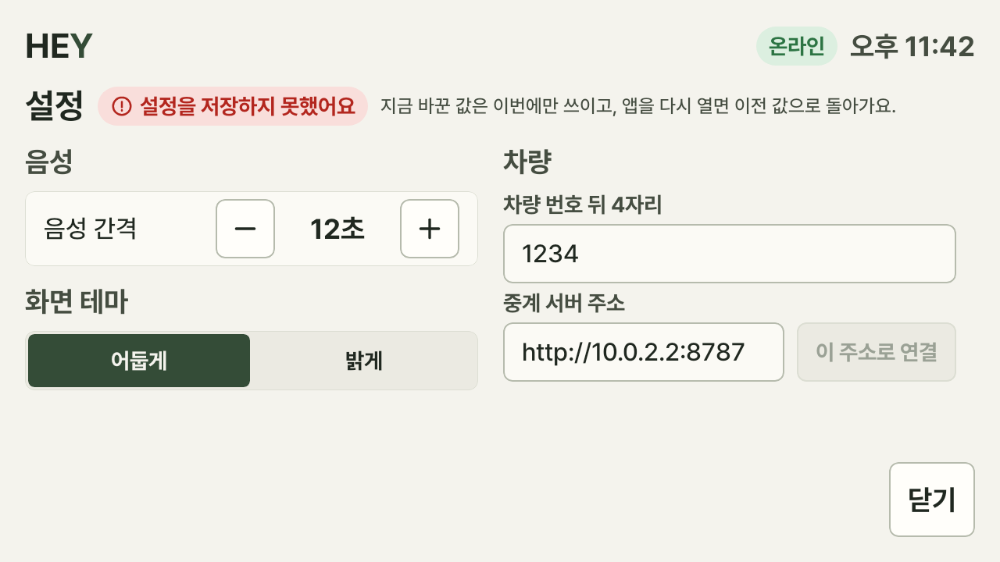 HEY
온라인 오후 11:42
설정 설정을 저장하지 못했어요 지금 바꾼 값은 이번에만 쓰이고, 앱을 다시 열면 이전 값으로 돌아가요.
음성
음성 간격 − 12초 +
화면 테마
어둡게 밝게
차량
차량 번호 뒤 4자리
1234
중계 서버 주소
http://10.0.2.2:8787 이 주소로 연결
닫기